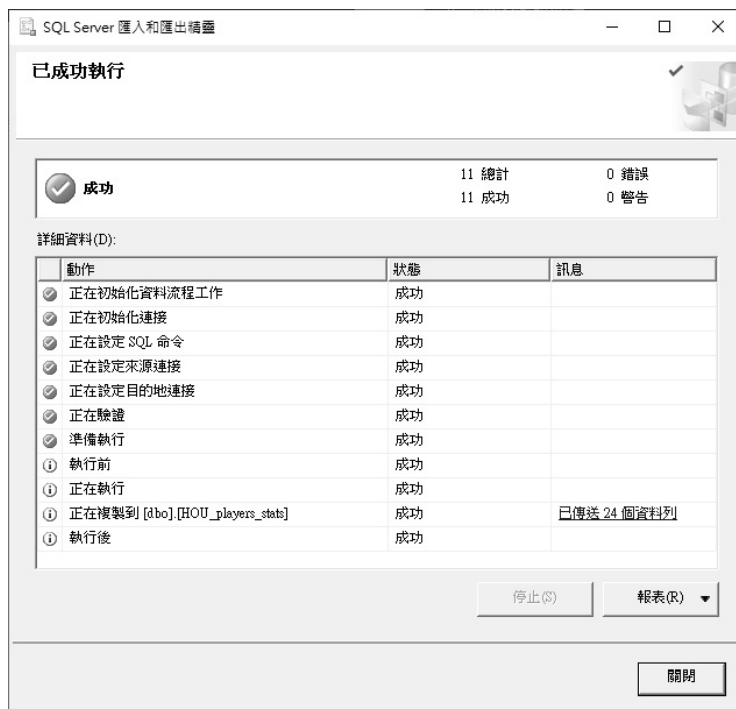 SQL Server 匯入和匯出精靈
已成功執行
成功
11 總計
0 錯誤
11 成功
0 警告
詳細資料(D):
動作 狀態 訊息
正在初始化資料流程工作 成功
正在初始化連接 成功
正在設定 SQL 命令 成功
正在設定來源連接 成功
正在設定目的地連接 成功
正在驗證 成功
準備執行 成功
執行前 成功
正在執行 成功
正在複製到 [dbo].[HOU_players_stats] 成功 已傳送 24 個資料列
執行後 成功
停止(S) 報表(R)
關閉